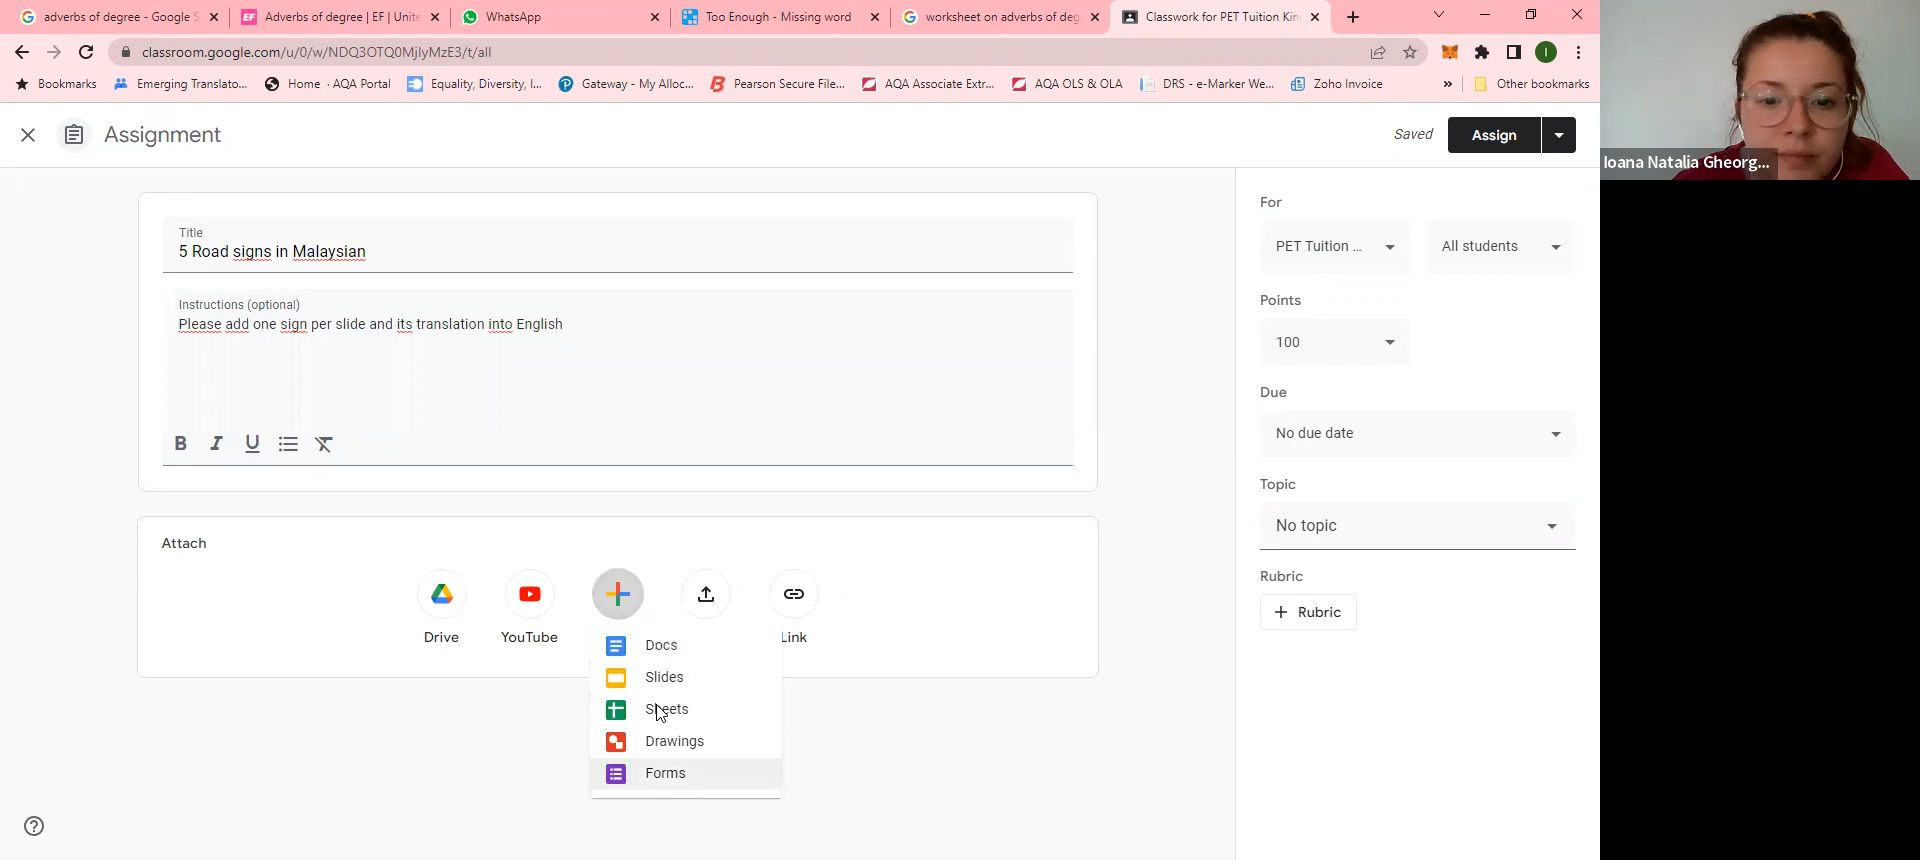 adverbs of degree - Google S
Adverbs of degree | EF | Unite
WhatsApp
Too Enough - Missing word
worksheet on adverbs of deg
Classwork for PET Tuition Kin
classroom.google.com/u/0/w/NDQ3OTQ0MjIyMzE3/t/all
I
Bookmarks
Emerging Translato...
Home · AQA Portal
Equality, Diversity, I...
Gateway - My Alloc...
Pearson Secure File...
AQA Associate Extr...
AQA OLS & OLA
DRS - e-Marker We...
Zoho Invoice
»
Other bookmarks
Assignment
Saved
Assign
Ioana Natalia Gheorg...
Title
5 Road signs in Malaysian
Instructions (optional)
Please add one sign per slide and its translation into English
B I U
Attach
Drive
YouTube
Link
Docs
Slides
Sheets
Drawings
Forms
For
PET Tuition ...
All students
Points
100
Due
No due date
Topic
No topic
Rubric
Rubric